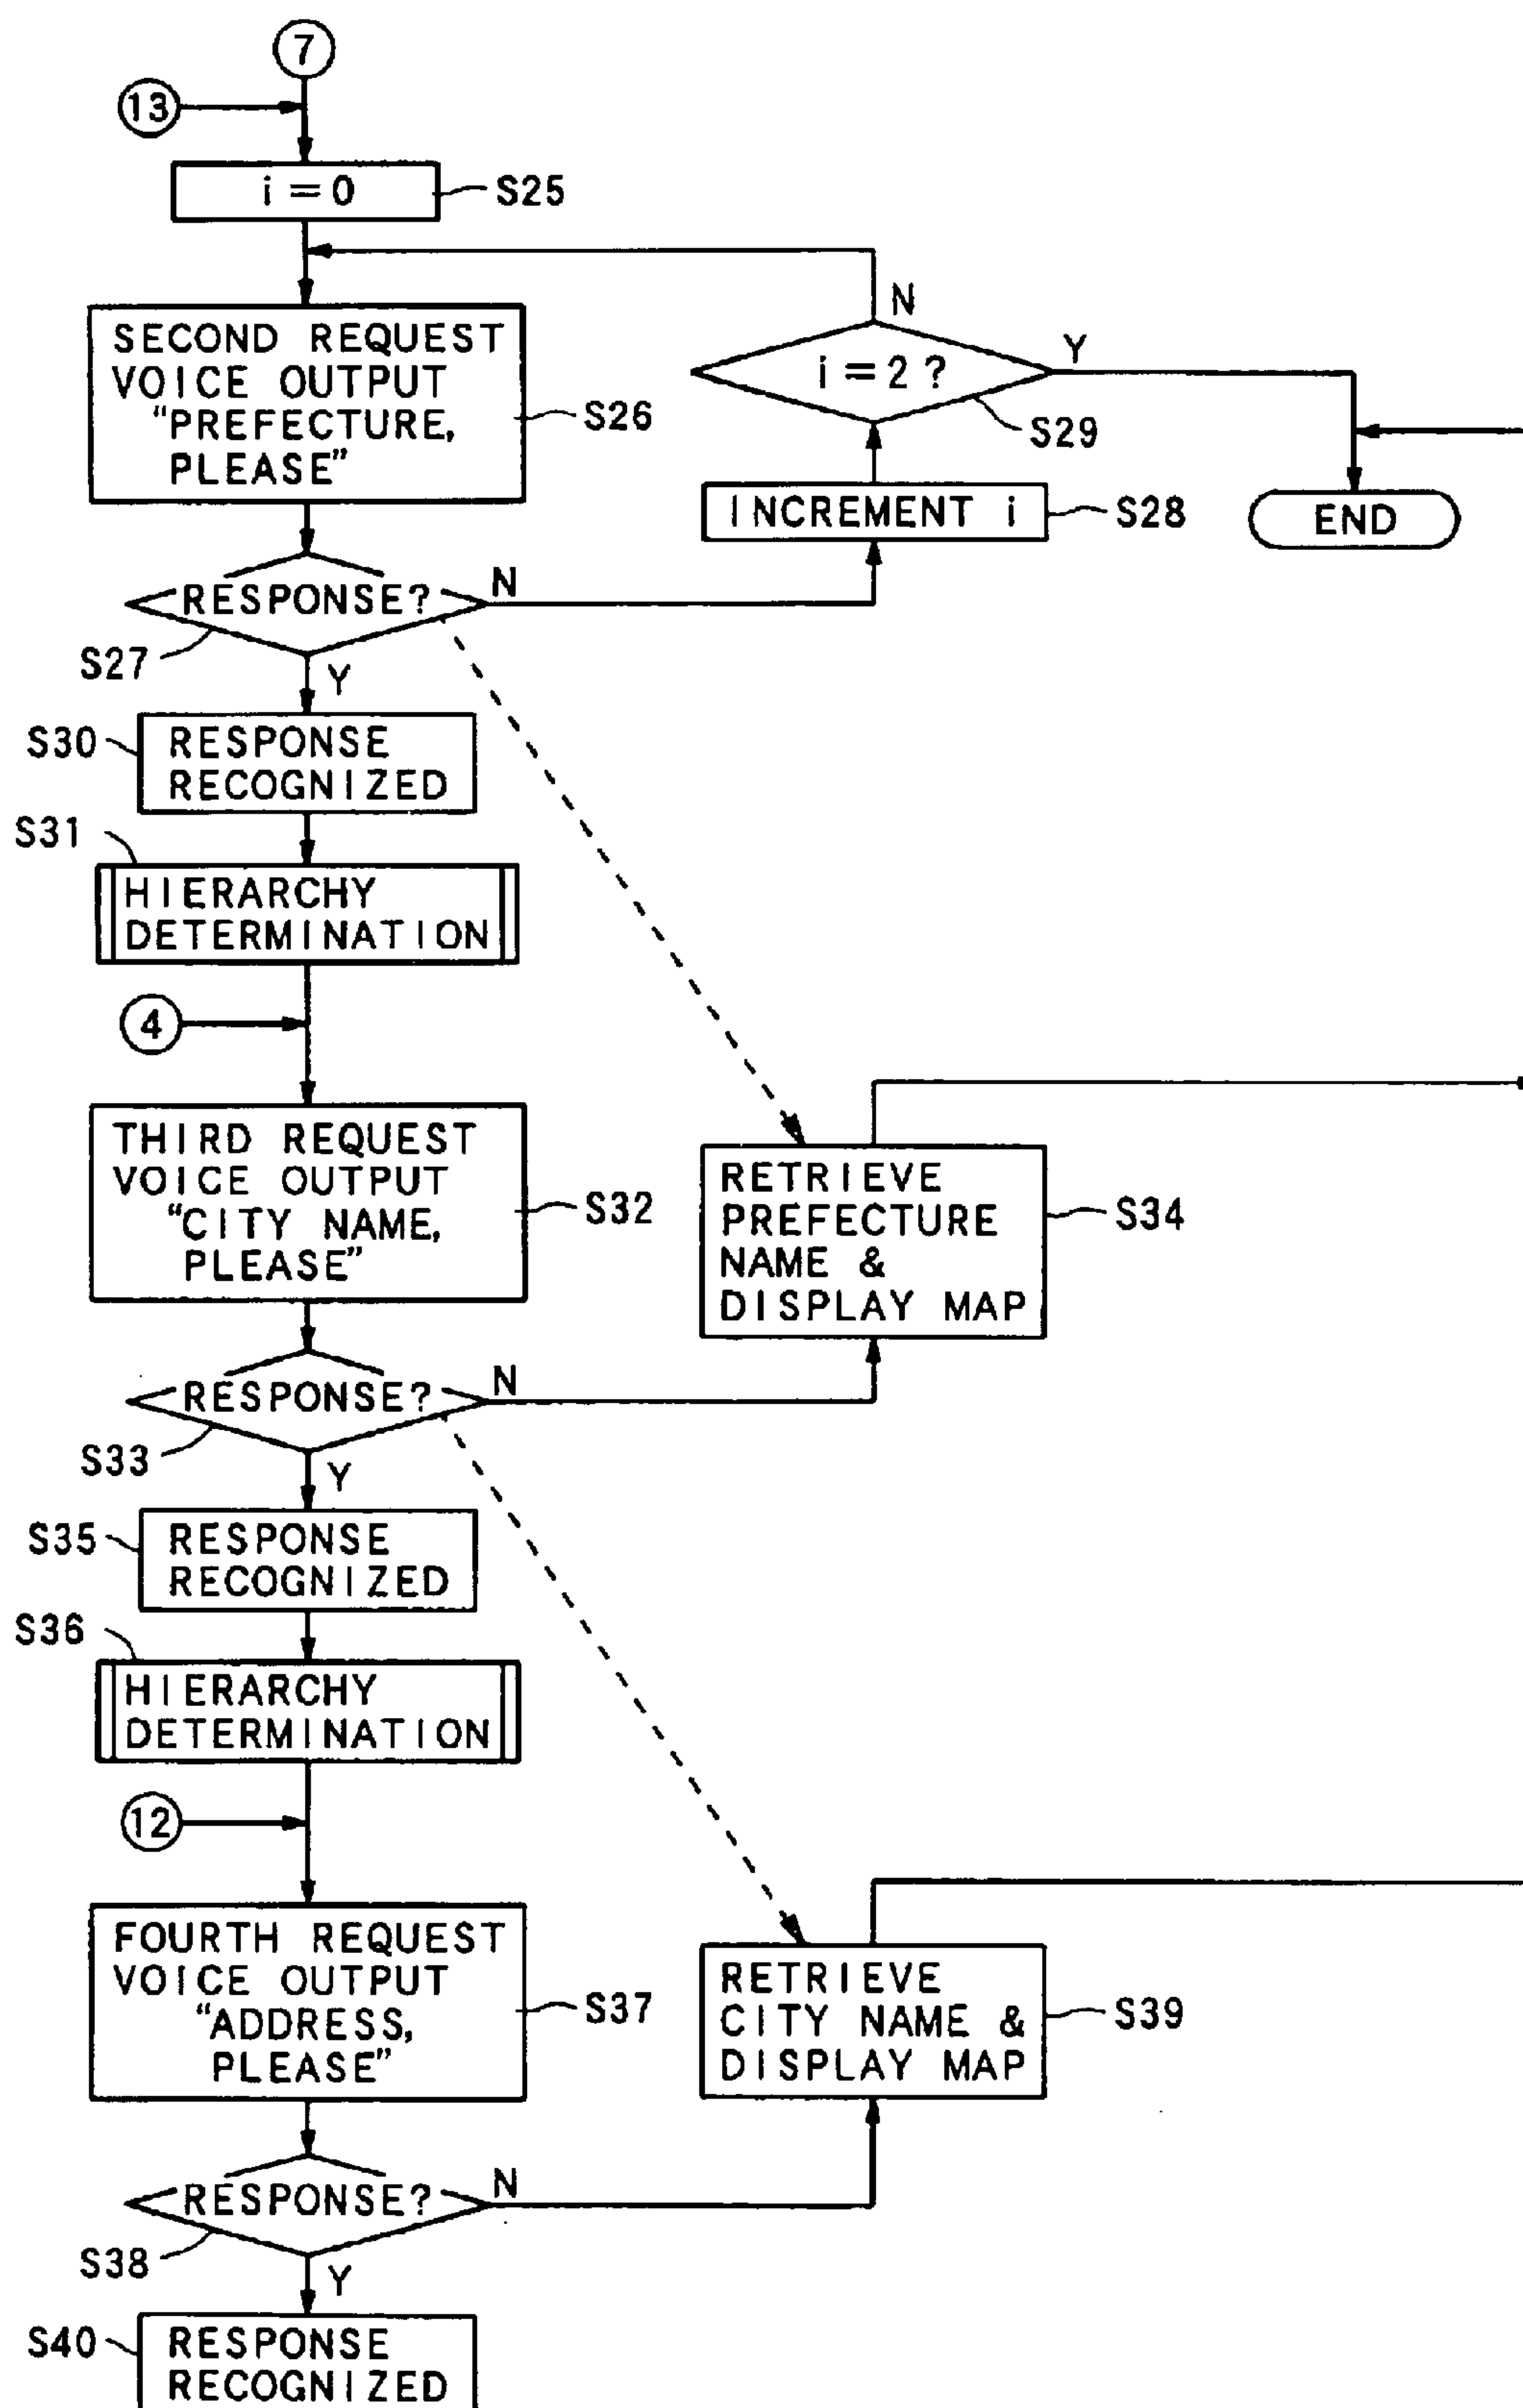 7
13
i=0
S25
SECOND REQUEST
VOICE OUTPUT
"PREFECTURE,
PLEASE"
S26
N
i=2?
Y
S29
INCREMENT i
S28
END
RESPONSE?
N
S27
Y
S30
RESPONSE
RECOGNIZED
S31
HIERARCHY
DETERMINATION
4
THIRD REQUEST
VOICE OUTPUT
"CITY NAME,
PLEASE"
S32
RETRIEVE
PREFECTURE
NAME &
DISPLAY MAP
S34
RESPONSE?
N
S33
Y
S35
RESPONSE
RECOGNIZED
S36
HIERARCHY
DETERMINATION
12
FOURTH REQUEST
VOICE OUTPUT
"ADDRESS,
PLEASE"
S37
RETRIEVE
CITY NAME &
DISPLAY MAP
S39
RESPONSE?
N
S38
Y
S40
RESPONSE
RECOGNIZED